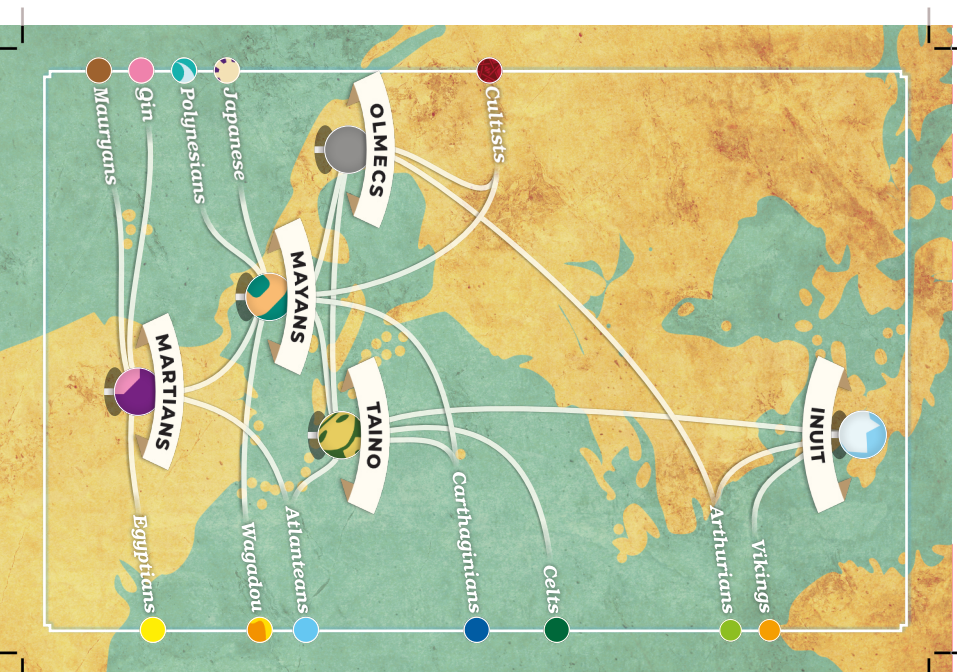 Mauryans
Qin
Polynesians
Japanese
Cultists
OLMECS
MAYANS
MARTIANS
TAINO
INUIT
Egyptians
Wagadou
Atlanteans
Carthaginians
Celts
Arthurians
Vikings